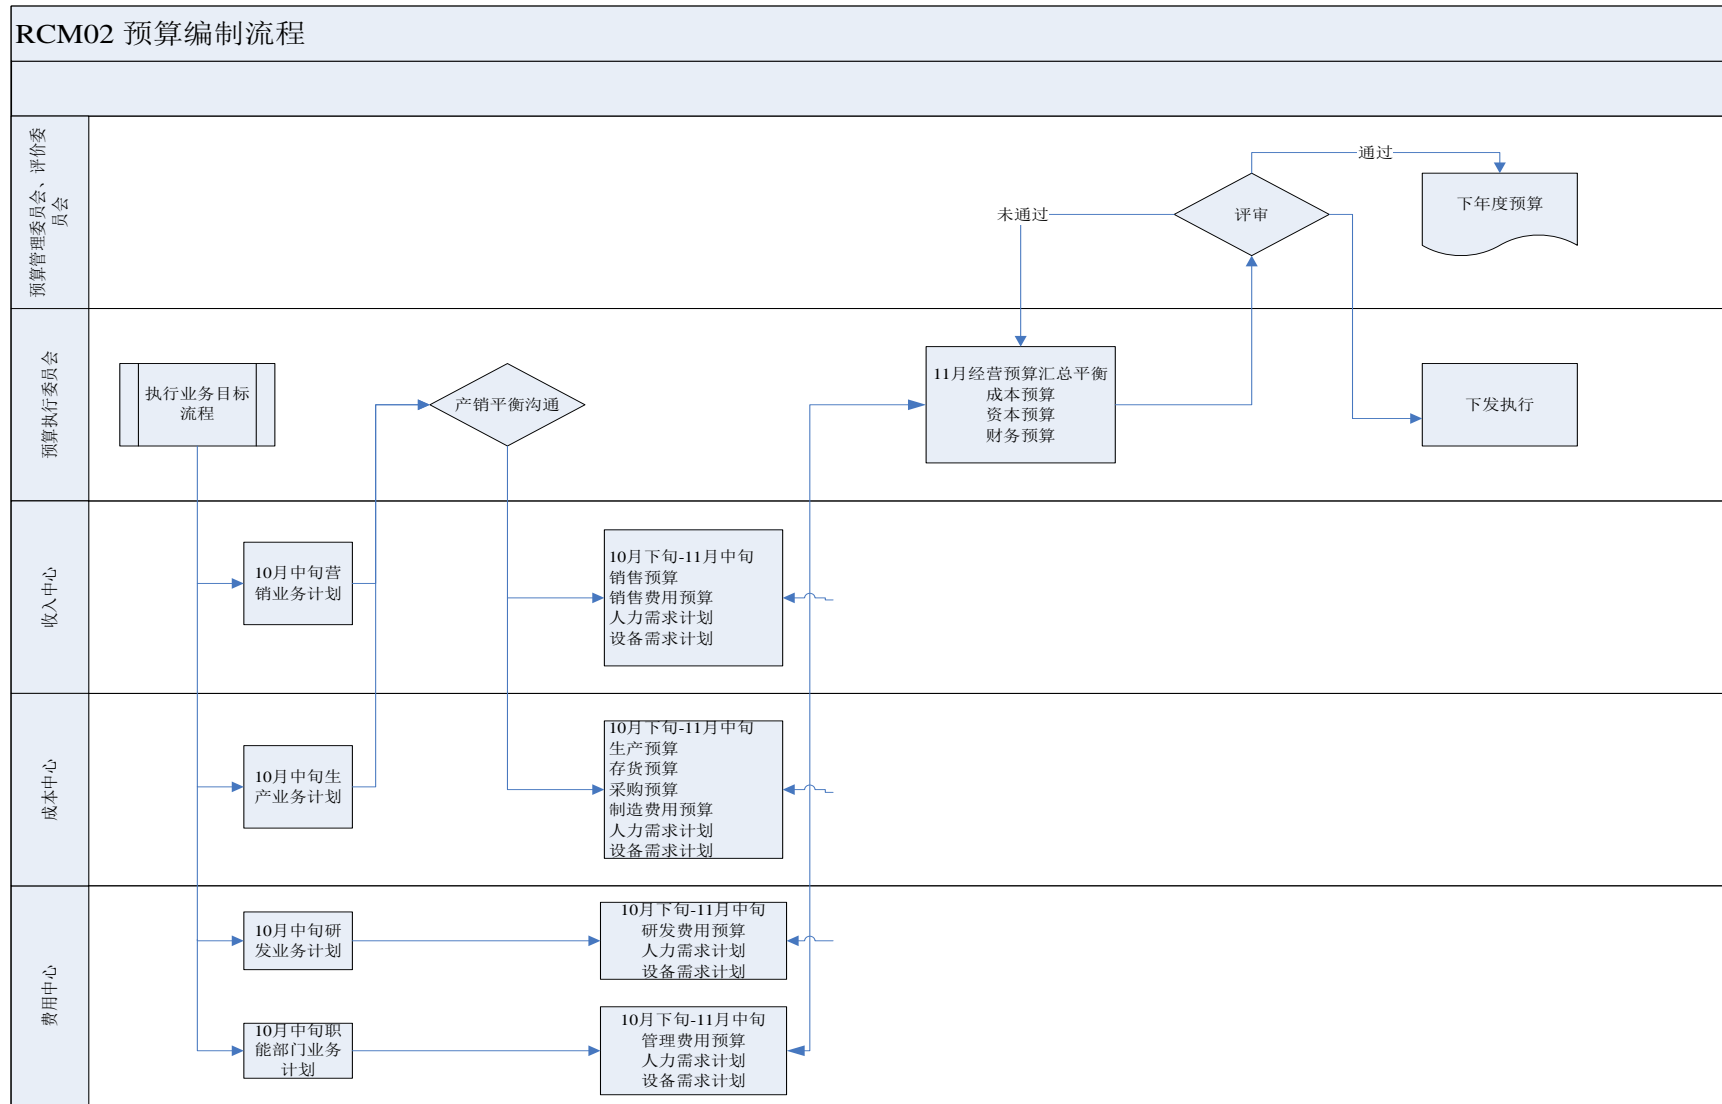 RCM02 预算编制流程
预算管理委员会、评价委
员会
通过
未通过
评审
下年度预算
预算执行委员会
执行业务目标
流程
产销平衡沟通
11月经营预算汇总平衡
成本预算
资本预算
财务预算
下发执行
收入中心
10月中旬营
销业务计划
10月下旬-11月中旬
销售预算
销售费用预算
人力需求计划
设备需求计划
成本中心
10月中旬生
产业务计划
10月下旬-11月中旬
生产预算
存货预算
采购预算
制造费用预算
人力需求计划
设备需求计划
费用中心
10月中旬研
发业务计划
10月下旬-11月中旬
研发费用预算
人力需求计划
设备需求计划
10月中旬职
能部门业务
计划
10月下旬-11月中旬
管理费用预算
人力需求计划
设备需求计划